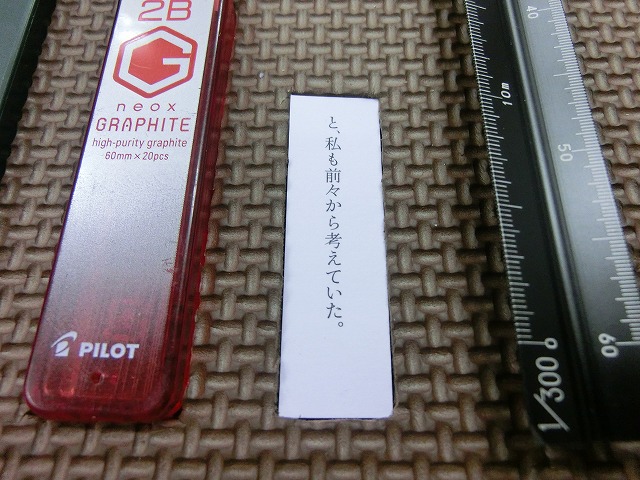 2B
G
neox
GRAPHITE
high-purity graphite
60mm×20pcs
PILOT
と、私も前々から考えていた。
40
10m
50
60
1/300
0